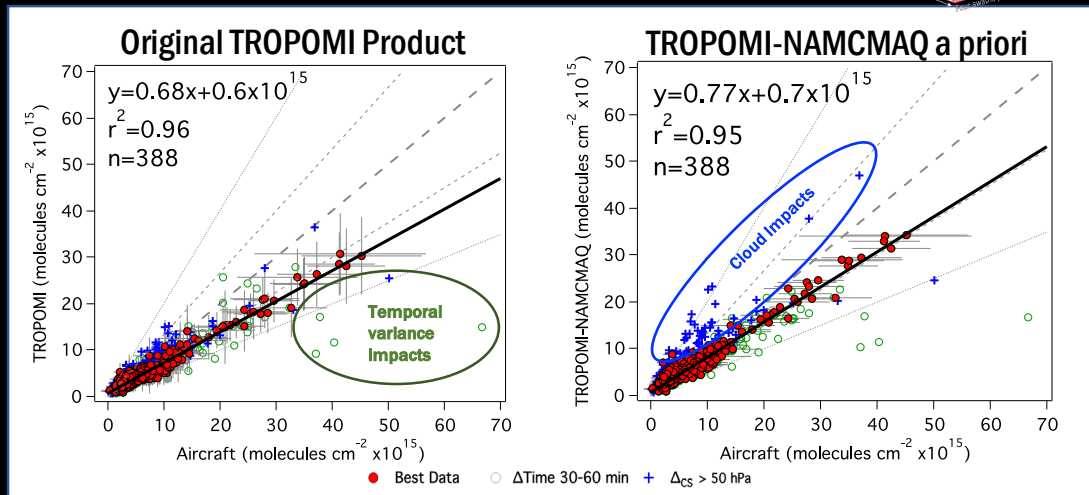 Original TROPOMI Product
y=0.68x+0.6x10^15
r^2=0.96
n=388
70
60
50
40
30
20
10
0
TROPOMI (molecules cm^-2 x10^15)
Temporal
variance
Impacts
0 10 20 30 40 50 60 70
Aircraft (molecules cm^-2 x10^15)
TROPOMI-NAMCMAQ a priori
y=0.77x+0.7x10^15
r^2=0.95
n=388
70
60
50
40
30
20
10
0
TROPOMI-NAMCMAQ (molecules cm^-2 x10^15)
Cloud Impacts
0 10 20 30 40 50 60 70
Aircraft (molecules cm^-2 x10^15)
Best Data ΔTime 30-60 min Δ_CS > 50 hPa